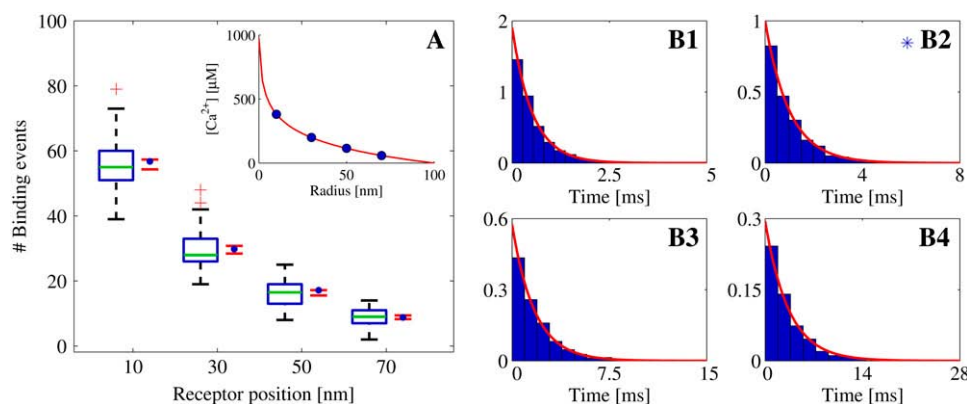 100
80
60
40
20
0
# Binding events
10 30 50 70
Receptor position [nm]
A
1000
500
0
[Ca2+] [μM]
0 50 100
Radius [nm]
B1
2
1
0
0 2.5 5
Time [ms]
* B2
1
0.5
0
0 4 8
Time [ms]
B3
0.6
0.3
0
0 7.5 15
Time [ms]
B4
0.3
0.15
0
0 14 28
Time [ms]